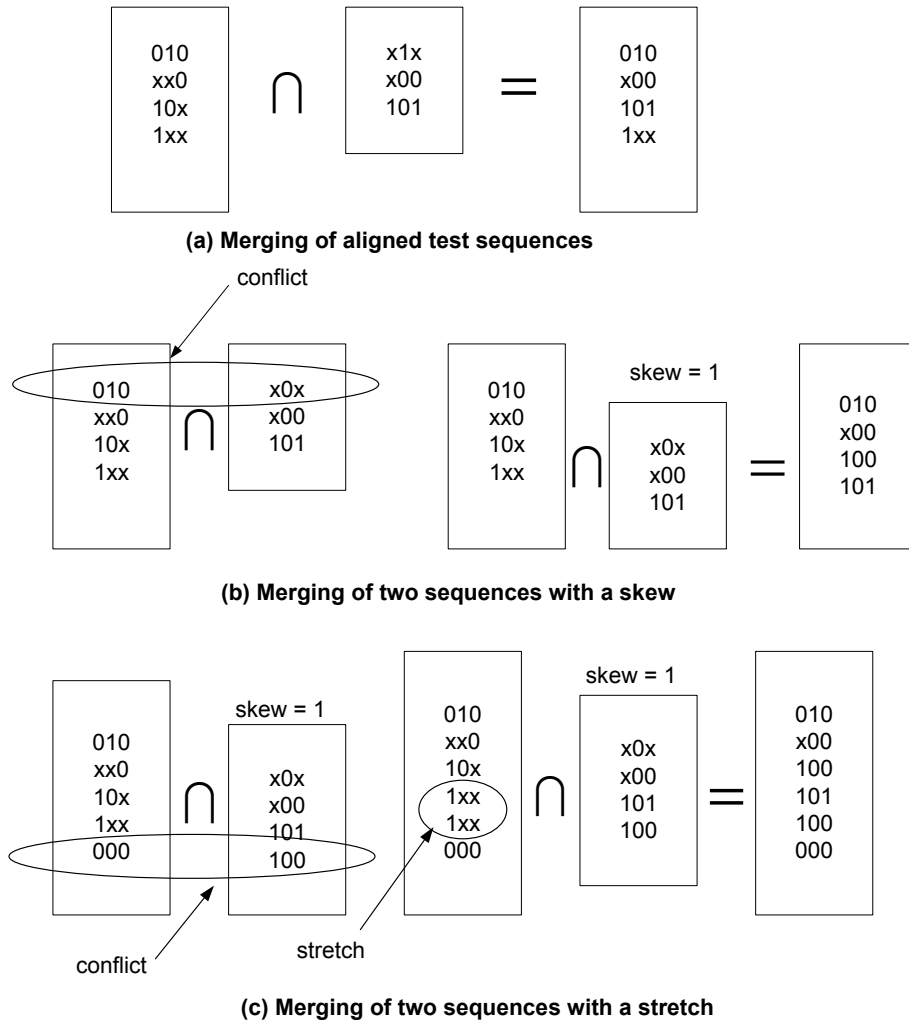 010
xx0
10x
1xx
∩
x1x
x00
101
=
010
x00
101
1xx
(a) Merging of aligned test sequences
conflict
010
xx0
10x
1xx
∩
x0x
x00
101
010
xx0
10x
1xx
∩
skew = 1
x0x
x00
101
=
010
x00
100
101
(b) Merging of two sequences with a skew
010
xx0
10x
1xx
000
∩
skew = 1
x0x
x00
101
100
conflict
010
xx0
10x
1xx
1xx
000
stretch
∩
skew = 1
x0x
x00
101
100
=
010
x00
100
101
100
000
(c) Merging of two sequences with a stretch